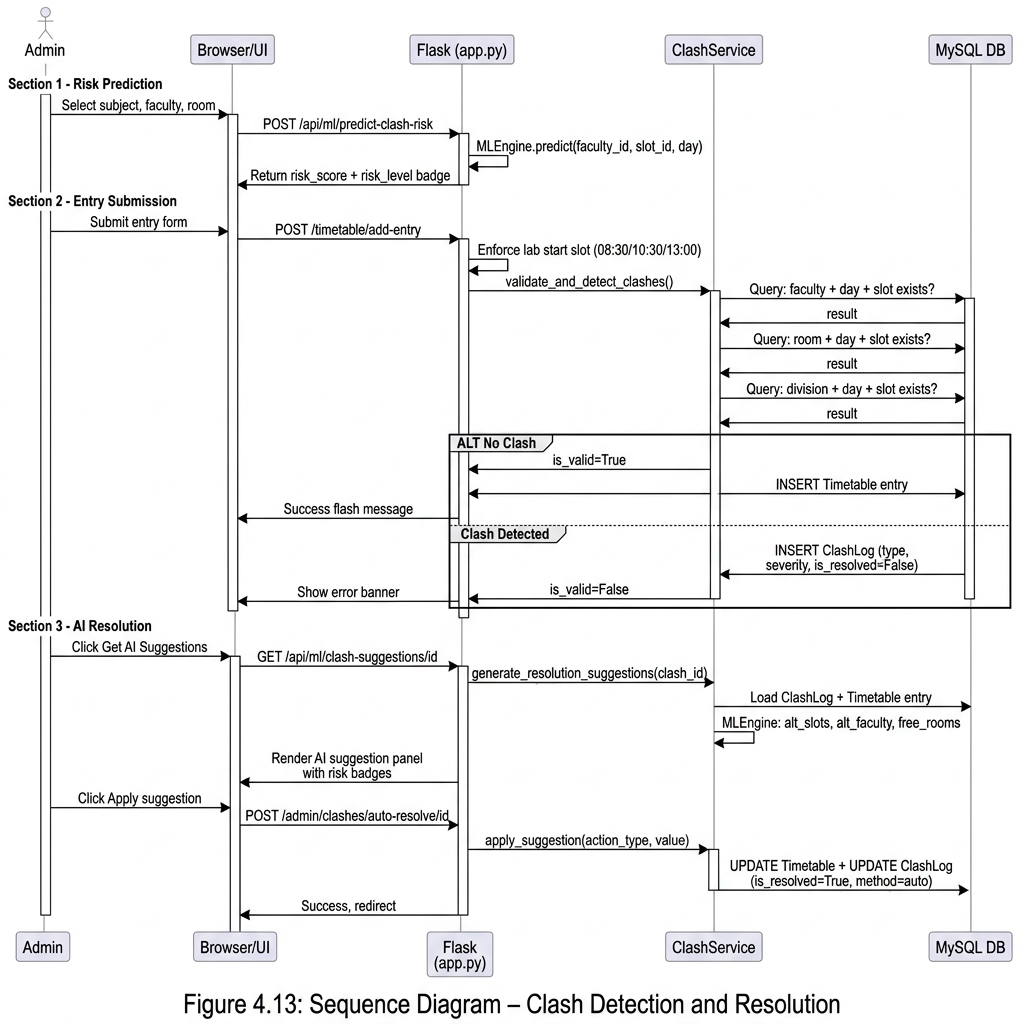 Admin
Browser/UI
Flask (app.py)
ClashService
MySQL DB
Section 1 - Risk Prediction
Select subject, faculty, room
POST /api/ml/predict-clash-risk
MLEngine.predict(faculty_id, slot_id, day)
Return risk_score + risk_level badge
Section 2 - Entry Submission
Submit entry form
POST /timetable/add-entry
Enforce lab start slot (08:30/10:30/13:00)
validate_and_detect_clashes()
Query: faculty + day + slot exists?
result
Query: room + day + slot exists?
result
Query: division + day + slot exists?
result
ALT No Clash
is_valid=True
INSERT Timetable entry
Success flash message
Clash Detected
INSERT ClashLog (type,
severity, is_resolved=False)
is_valid=False
Show error banner
Section 3 - AI Resolution
Click Get AI Suggestions
GET /api/ml/clash-suggestions/id
generate_resolution_suggestions(clash_id)
Load ClashLog + Timetable entry
MLEngine: alt_slots, alt_faculty, free_rooms
Render AI suggestion panel
with risk badges
Click Apply suggestion
POST /admin/clashes/auto-resolve/id
apply_suggestion(action_type, value)
UPDATE Timetable + UPDATE ClashLog
(is_resolved=True, method=auto)
Success, redirect
Admin
Browser/UI
Flask
(app.py)
ClashService
MySQL DB
Figure 4.13: Sequence Diagram – Clash Detection and Resolution